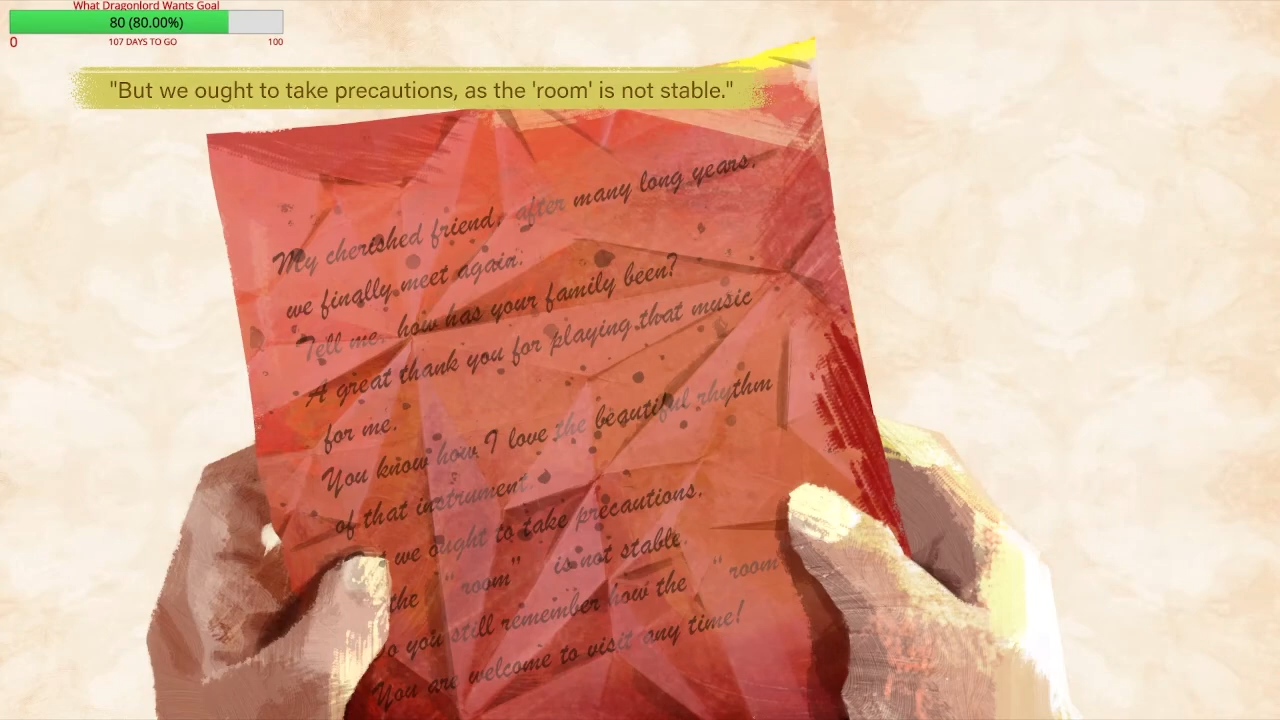 What Dragonlord Wants Goal
80 (80.00%)
0 107 DAYS TO GO 100
"But we ought to take precautions, as the 'room' is not stable."
My cherished friend, after many long years,
we finally meet again.
Tell me, how has your family been?
A great thank you for playing that music
for me.
You know how I love the beautiful rhythm
of that instrument.
we ought to take precautions.
the " room" is not stable.
you still remember how the " room
You are welcome to visit any time!